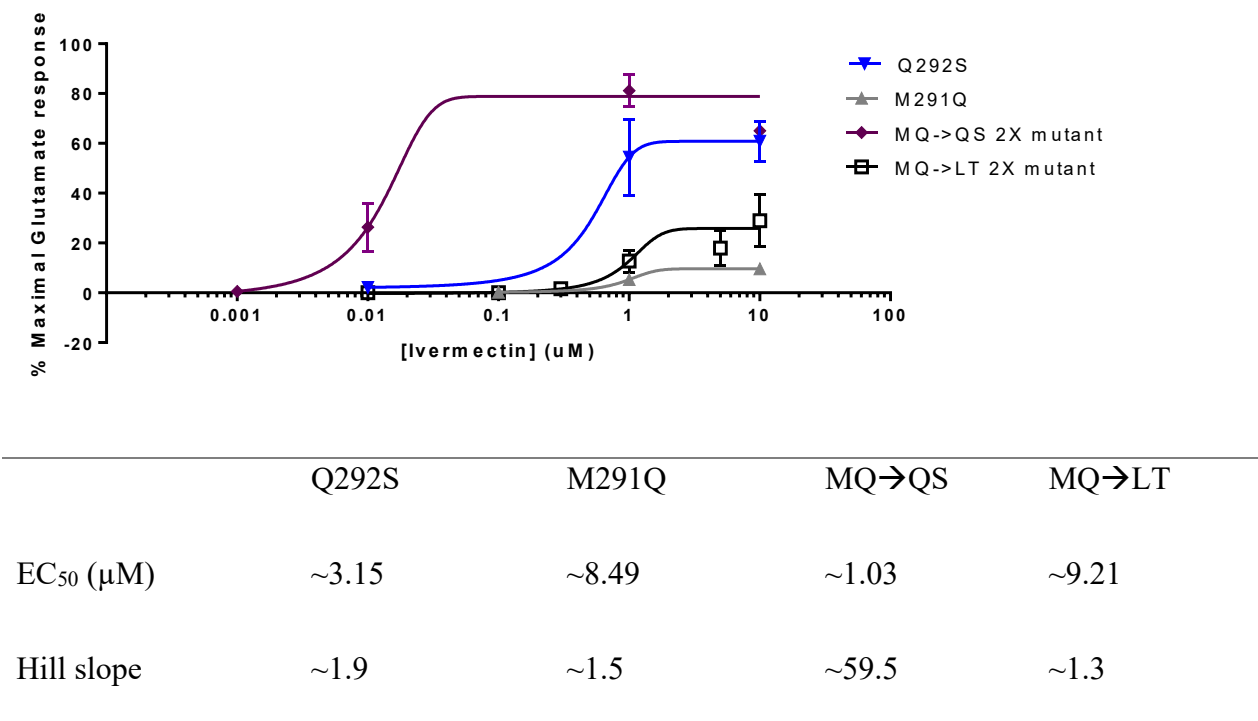 % Maximal Glutamate response
100
80
60
40
20
0
-20
0.001 0.01 0.1 1 10 100
[Ivermectin] (uM)
Q292S
M291Q
MQ->QS 2X mutant
MQ->LT 2X mutant
Q292S M291Q MQ→QS MQ→LT
EC50 (µM) ~3.15 ~8.49 ~1.03 ~9.21
Hill slope ~1.9 ~1.5 ~59.5 ~1.3